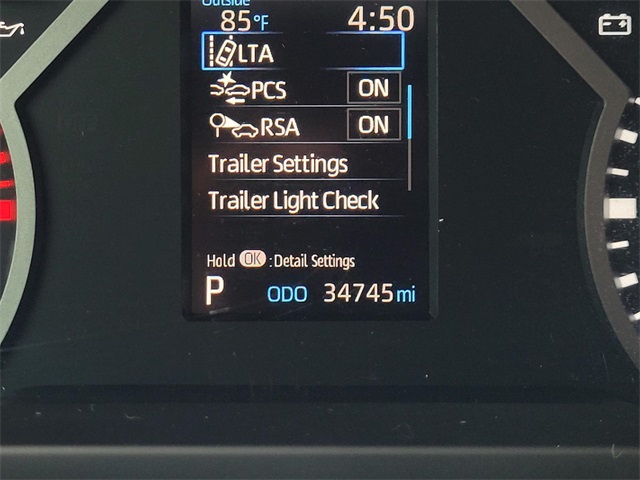 Outside
85°F 4:50
LTA
PCS ON
RSA ON
Trailer Settings
Trailer Light Check
Hold OK : Detail Settings
P ODO 34745 mi